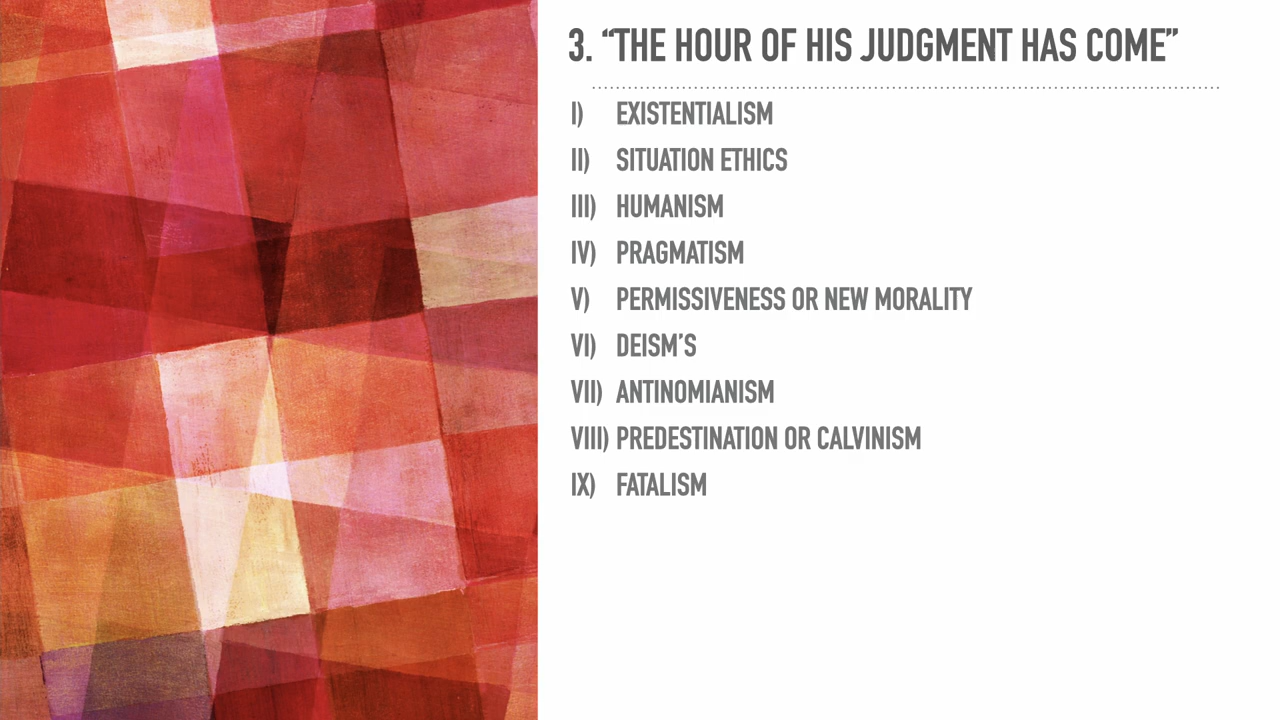 3. “THE HOUR OF HIS JUDGMENT HAS COME”
I) EXISTENTIALISM
II) SITUATION ETHICS
III) HUMANISM
IV) PRAGMATISM
V) PERMISSIVENESS OR NEW MORALITY
VI) DEISM’S
VII) ANTINOMIANISM
VIII) PREDESTINATION OR CALVINISM
IX) FATALISM